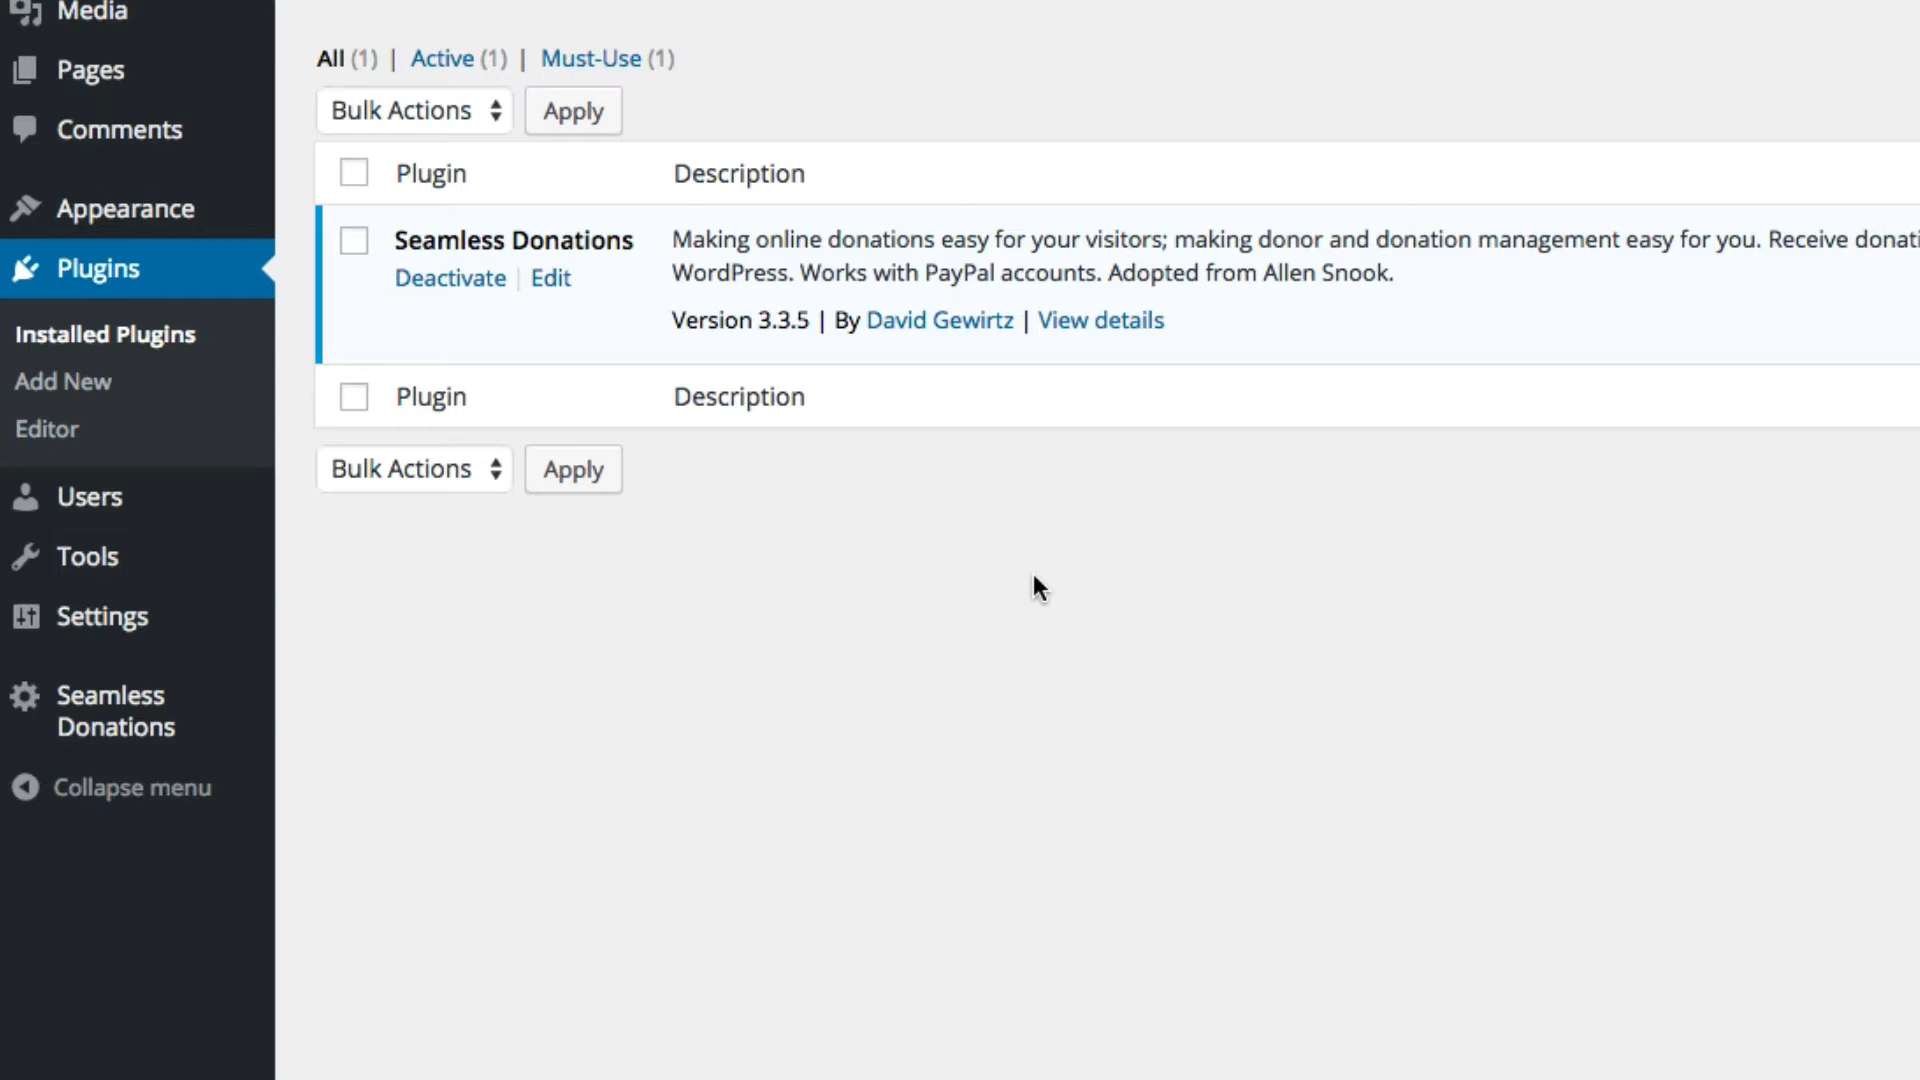 Media
Pages
Comments
Appearance
Plugins
Installed Plugins
Add New
Editor
Users
Tools
Settings
Seamless
Donations
Collapse menu
All (1) | Active (1) | Must-Use (1)
Bulk Actions Apply
Plugin Description
Seamless Donations
Deactivate | Edit
Making online donations easy for your visitors; making donor and donation management easy for you. Receive donati
WordPress. Works with PayPal accounts. Adopted from Allen Snook.
Version 3.3.5 | By David Gewirtz | View details
Plugin Description
Bulk Actions Apply